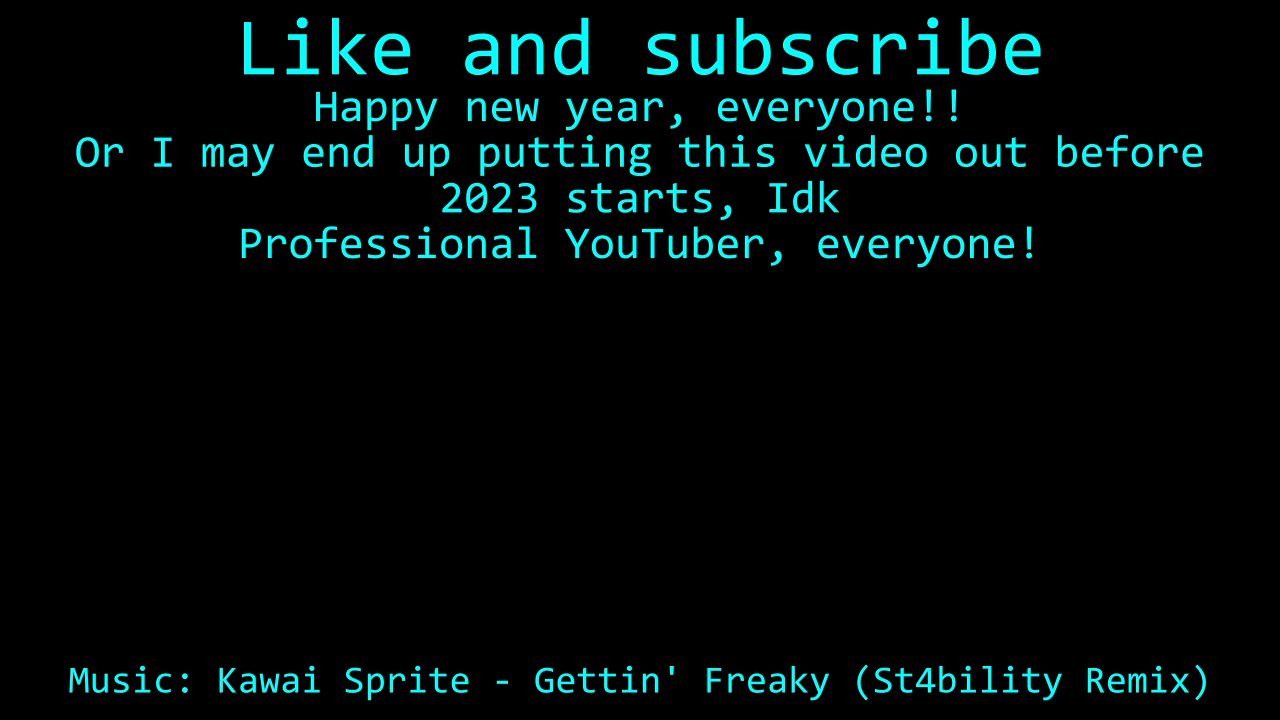 Like and subscribe
Happy new year, everyone!!
Or I may end up putting this video out before
2023 starts, Idk
Professional YouTuber, everyone!
Music: Kawai Sprite - Gettin' Freaky (St4bility Remix)